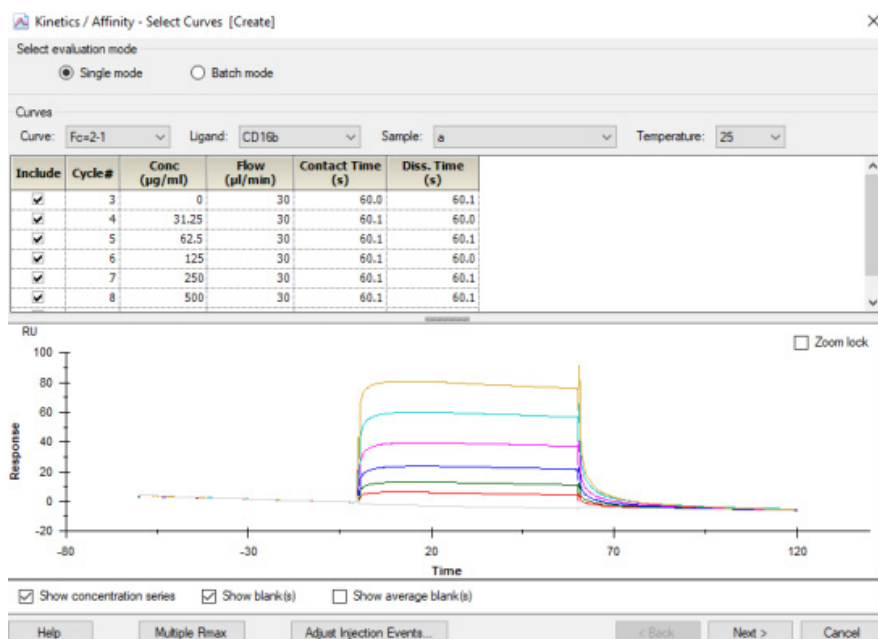 Kinetics / Affinity - Select Curves [Create]
Select evaluation mode
Single mode Batch mode
Curves
Curve: Fc=2-1 Ligand: CD16b Sample: a Temperature: 25
Include Cycle# Conc (µg/ml) Flow (µl/min) Contact Time (s) Diss. Time (s)
3 0 30 60.0 60.1
4 31.25 30 60.1 60.0
5 62.5 30 60.1 60.1
6 125 30 60.1 60.0
7 250 30 60.1 60.1
8 500 30 60.1 60.1
RU
Zoom lock
100
80
60
40
20
0
-20
Response
-80 -30 20 70 120
Time
Show concentration series Show blank(s) Show average blank(s)
Help Multiple Rmax Adjust Injection Events... < Back Next > Cancel